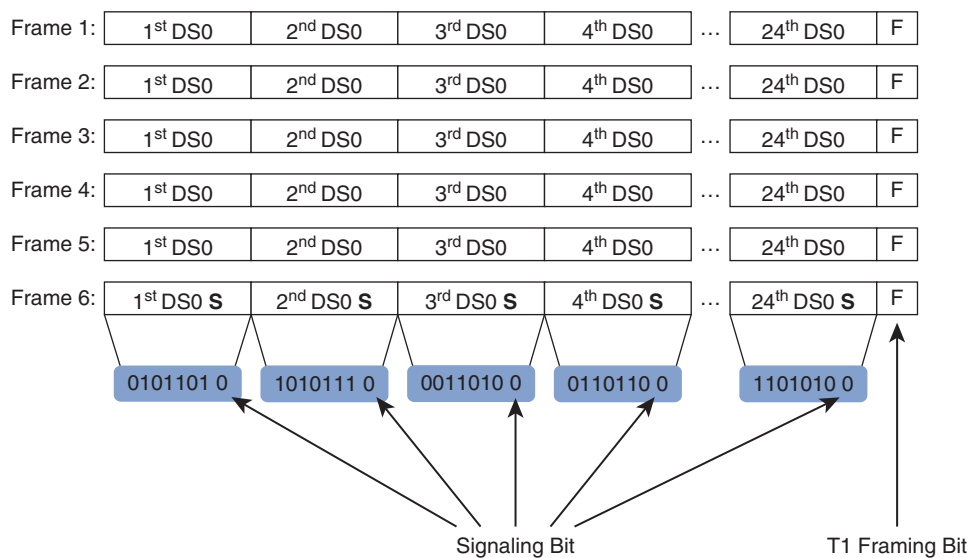 Frame 1: 1st DS0 2nd DS0 3rd DS0 4th DS0 … 24th DS0 F
Frame 2: 1st DS0 2nd DS0 3rd DS0 4th DS0 … 24th DS0 F
Frame 3: 1st DS0 2nd DS0 3rd DS0 4th DS0 … 24th DS0 F
Frame 4: 1st DS0 2nd DS0 3rd DS0 4th DS0 … 24th DS0 F
Frame 5: 1st DS0 2nd DS0 3rd DS0 4th DS0 … 24th DS0 F
Frame 6: 1st DS0 S 2nd DS0 S 3rd DS0 S 4th DS0 S … 24th DS0 S F
0101101 0 1010111 0 0011010 0 0110110 0 1101010 0
Signaling Bit T1 Framing Bit